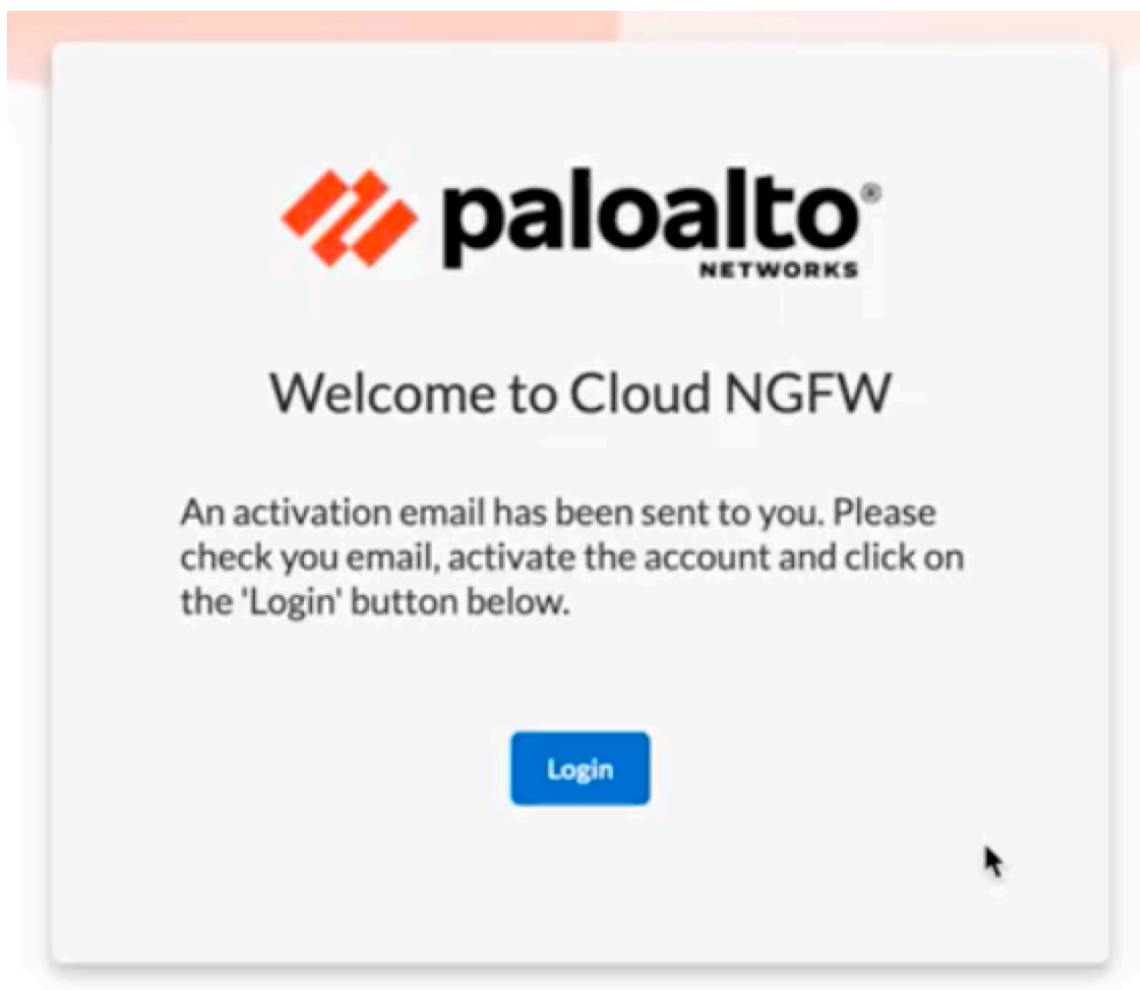 paloalto®
NETWORKS
Welcome to Cloud NGFW
An activation email has been sent to you. Please
check you email, activate the account and click on
the 'Login' button below.
Login